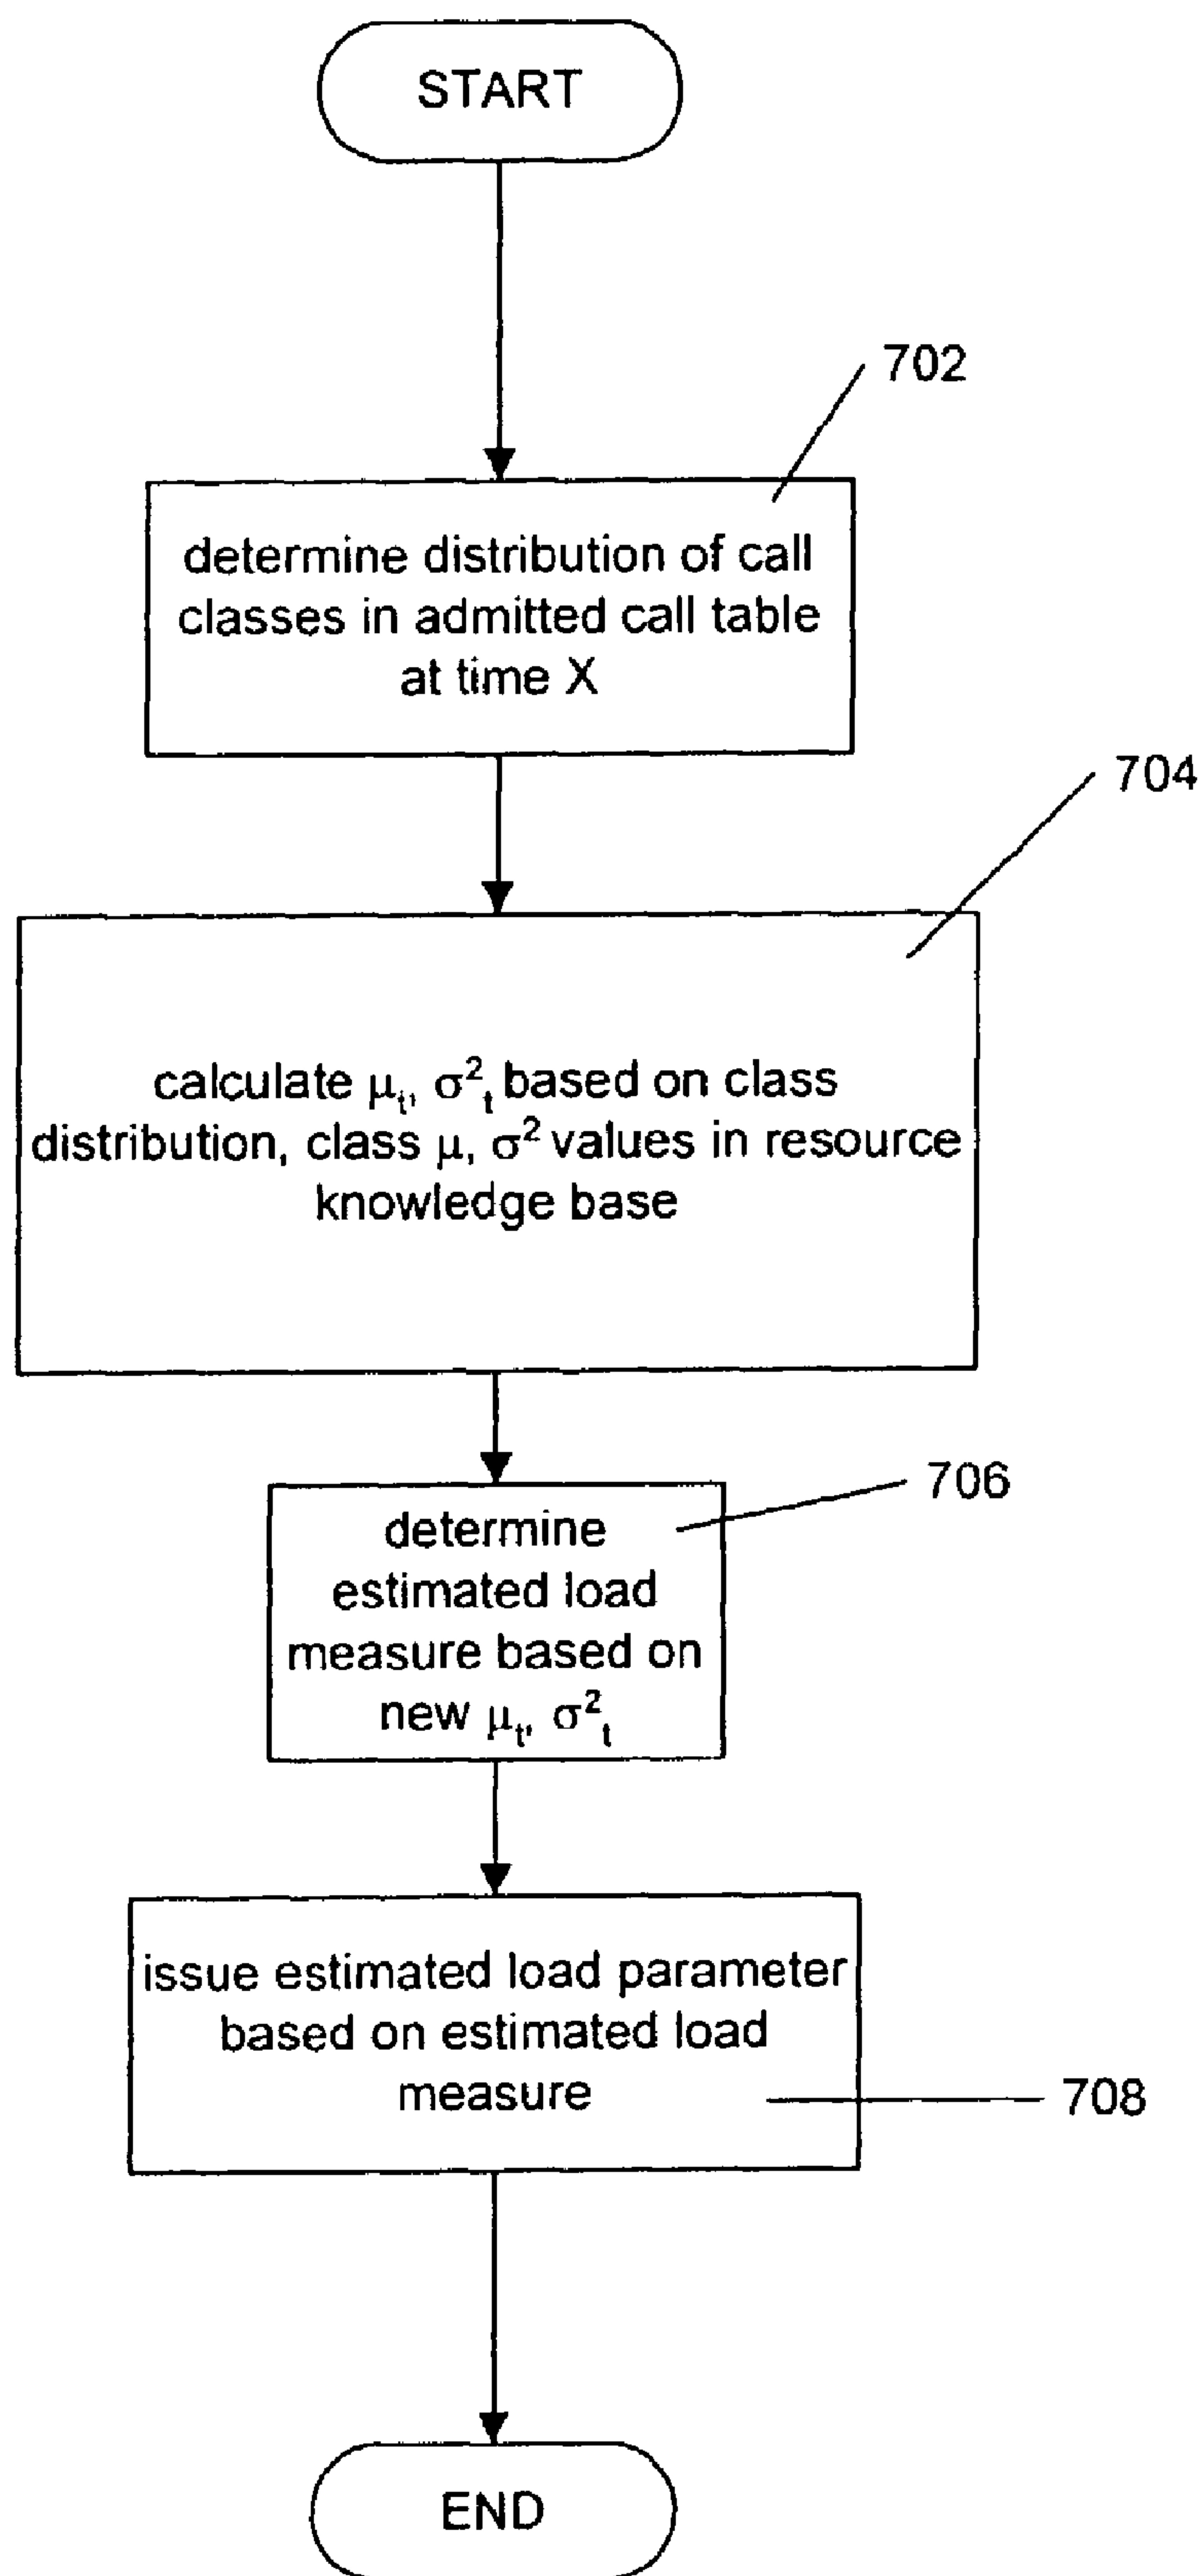 START
702
determine distribution of call
classes in admitted call table
at time X
704
calculate μₜ, σ²ₜ based on class
distribution, class μ, σ² values in resource
knowledge base
706
determine
estimated load
measure based on
new μₜ, σ²ₜ
issue estimated load parameter
based on estimated load
measure
708
END